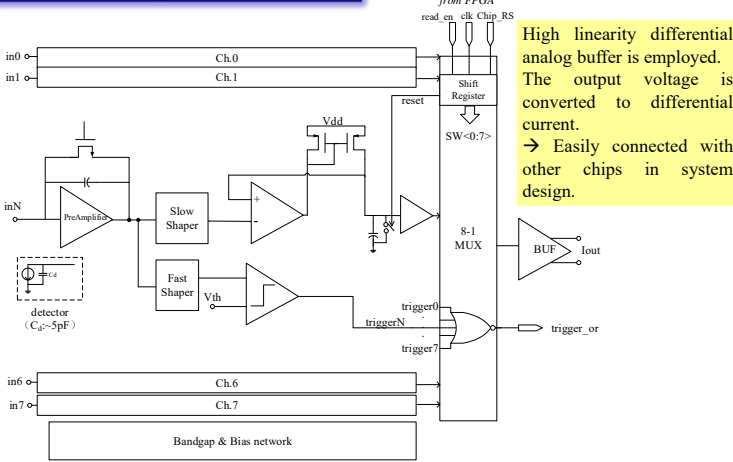 from FPGA
read_en clk Chip_RS
in0
Ch.0
in1
Ch.1
Shift
Register
reset
SW<0:7>
Vdd
High linearity differential
analog buffer is employed.
The output voltage is
converted to differential
current.
→ Easily connected with
other chips in system
design.
inN
PreAmplifier
Slow
Shaper
+
-
8-1
MUX
BUF
Iout
Cd
detector
(Cd:~5pF)
Fast
Shaper
Vth
trigger0
.
triggerN
.
.
trigger7
trigger_or
in6
Ch.6
in7
Ch.7
Bandgap & Bias network